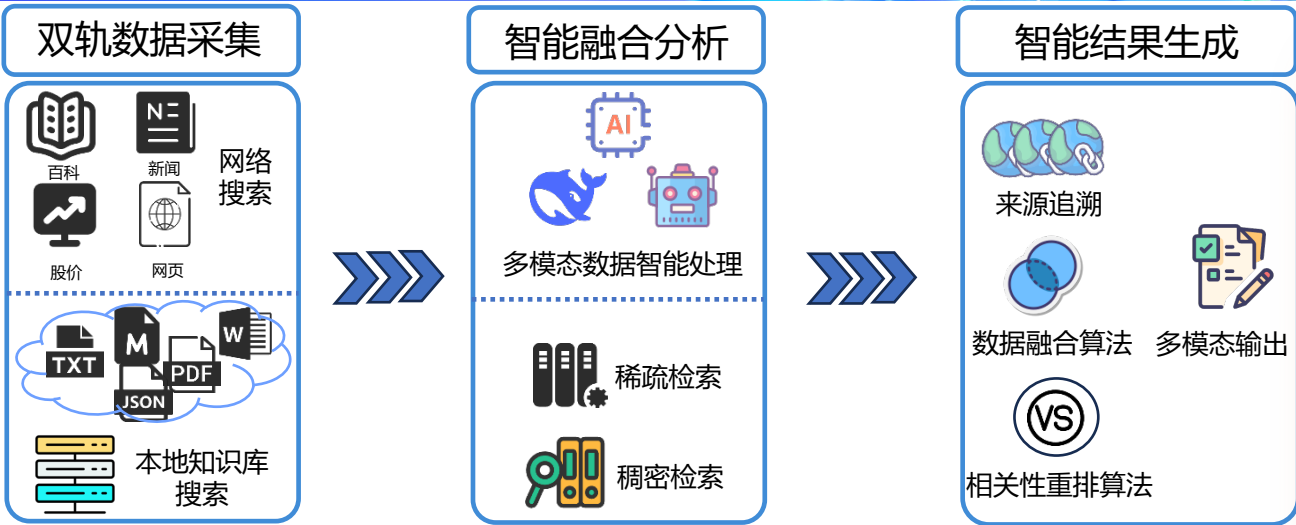 双轨数据采集
智能融合分析
智能结果生成
NE
百科
新闻
网络
搜索
股价
网页
TXT
M
W
PDF
JSON
本地知识库
搜索
AI
多模态数据智能处理
稀疏检索
稠密检索
来源追溯
数据融合算法
多模态输出
VS
相关性重排算法